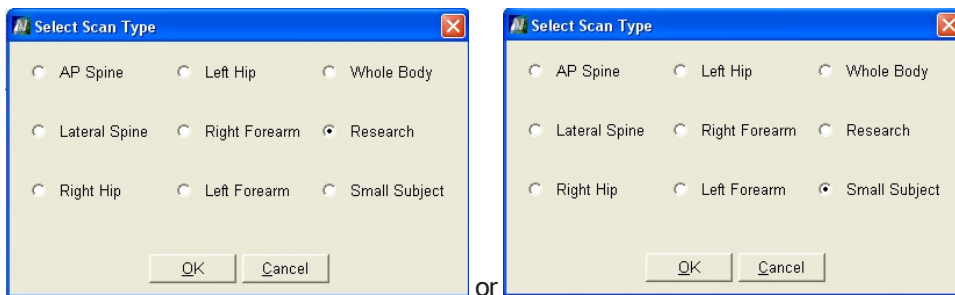 Select Scan Type
AP Spine Left Hip Whole Body
Lateral Spine Right Forearm Research
Right Hip Left Forearm Small Subject
OK Cancel
or
Select Scan Type
AP Spine Left Hip Whole Body
Lateral Spine Right Forearm Research
Right Hip Left Forearm Small Subject
OK Cancel